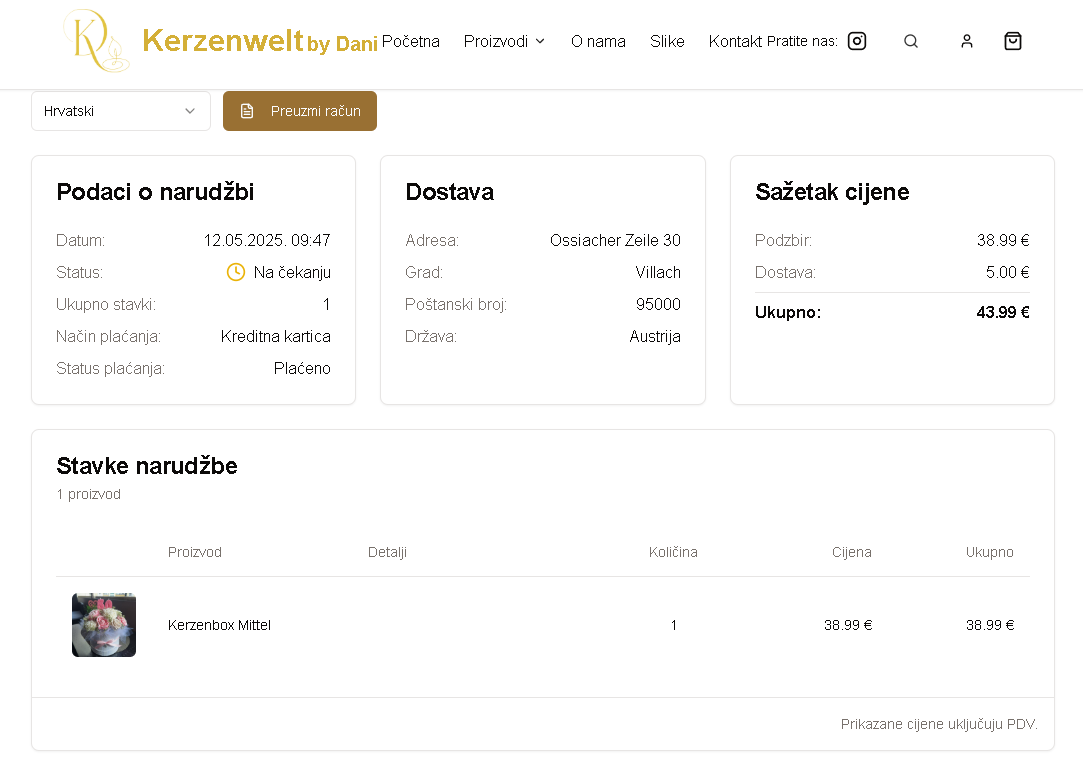 Kerzenwelt by Dani Početna Proizvodi O nama Slike Kontakt Pratite nas:
Hrvatski Preuzmi račun
Podaci o narudžbi
Datum: 12.05.2025. 09:47
Status: Na čekanju
Ukupno stavki: 1
Način plaćanja: Kreditna kartica
Status plaćanja: Plaćeno
Dostava
Adresa: Ossiacher Zeile 30
Grad: Villach
Poštanski broj: 95000
Država: Austrija
Sažetak cijene
Podzbir: 38.99 €
Dostava: 5.00 €
Ukupno: 43.99 €
Stavke narudžbe
1 proizvod
Proizvod Detalji Količina Cijena Ukupno
Kerzenbox Mittel 1 38.99 € 38.99 €
Prikazane cijene uključuju PDV.